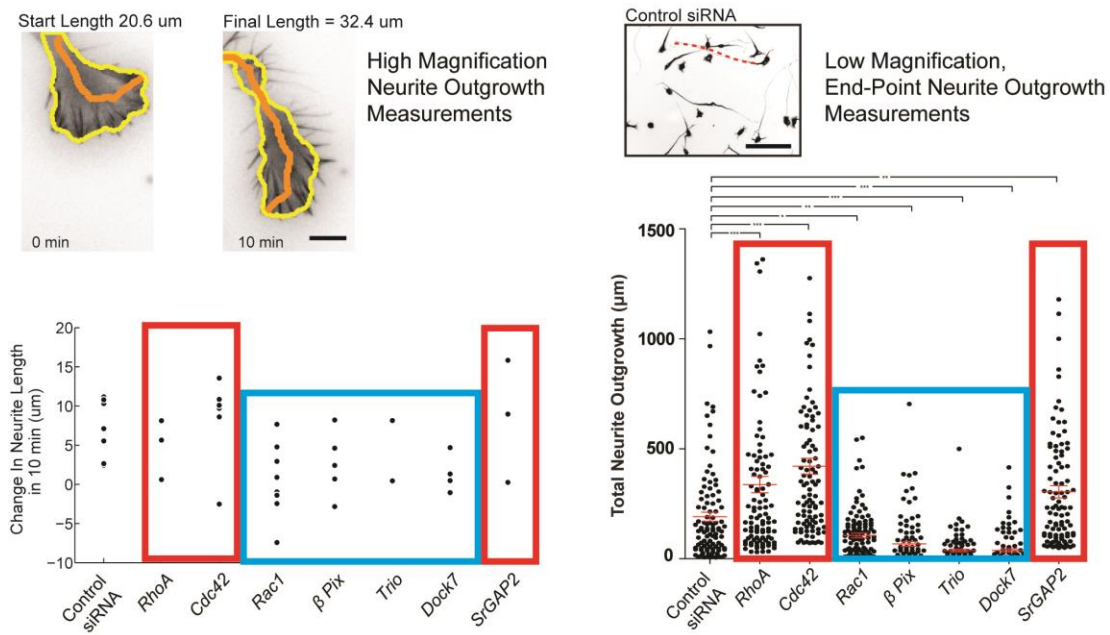 Start Length 20.6 um
Final Length = 32.4 um
High Magnification
Neurite Outgrowth
Measurements
0 min
10 min
Control siRNA
Low Magnification,
End-Point Neurite Outgrowth
Measurements
Change In Neurite Length
in 10 min (um)
20
15
10
5
0
−5
−10
Control
siRNA
RhoA
Cdc42
Rac1
β Pix
Trio
Dock7
SrGAP2
**
***
***
**
*
***
***
Total Neurite Outgrowth (µm)
1500
1000
500
0
Control
siRNA
RhoA
Cdc42
Rac1
β Pix
Trio
Dock7
SrGAP2